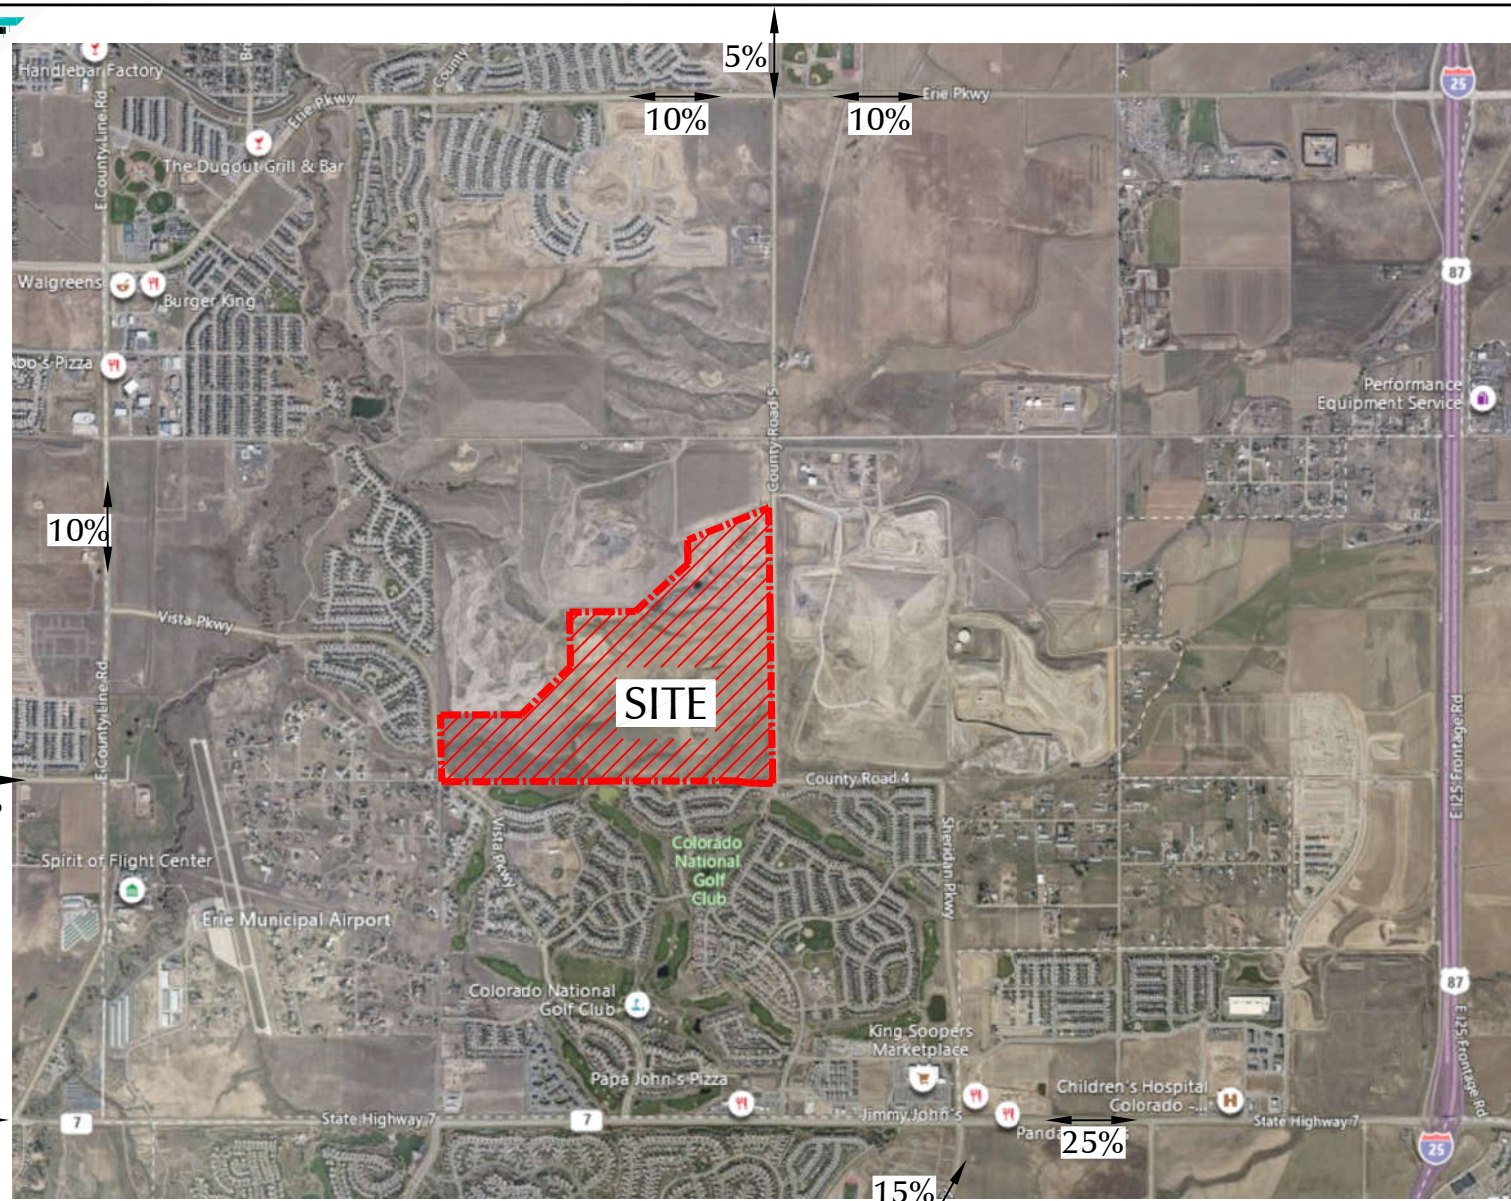 5%
Handlebar Factory
25
10%
10%
Erie Pkwy
Erie Pkwy
E County Line Rd
The Dugout Grill & Bar
87
Walgreens
Burger King
Abo's Pizza
Performance
Equipment Service
County Road 5
10%
Vista Pkwy
SITE
E County Line Rd
E I25 Frontage Rd
County Road 4
Vista Pkwy
Colorado
National
Golf
Club
Sheridan Pkwy
Spirit of Flight Center
Erie Municipal Airport
Colorado National
Golf Club
87
King Soopers
Marketplace
E I25 Frontage Rd
Papa John's Pizza
Children's Hospital
Colorado -...
H
Jimmy John's
7
State Highway 7
7
State Highway 7
25%
25
15%